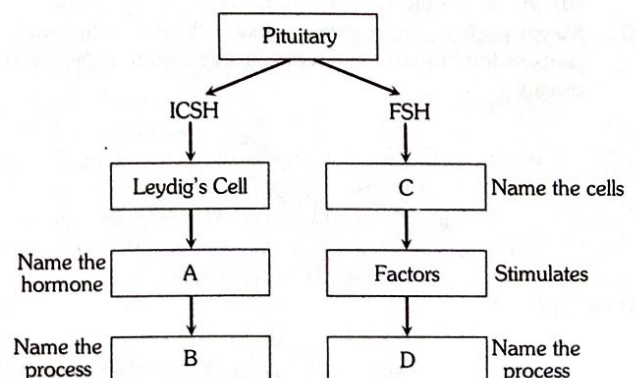 Pituitary
ICSH
FSH
Leydig's Cell
C
Name the cells
Name the
hormone
A
Factors
Stimulates
Name the
process
B
D
Name the
process